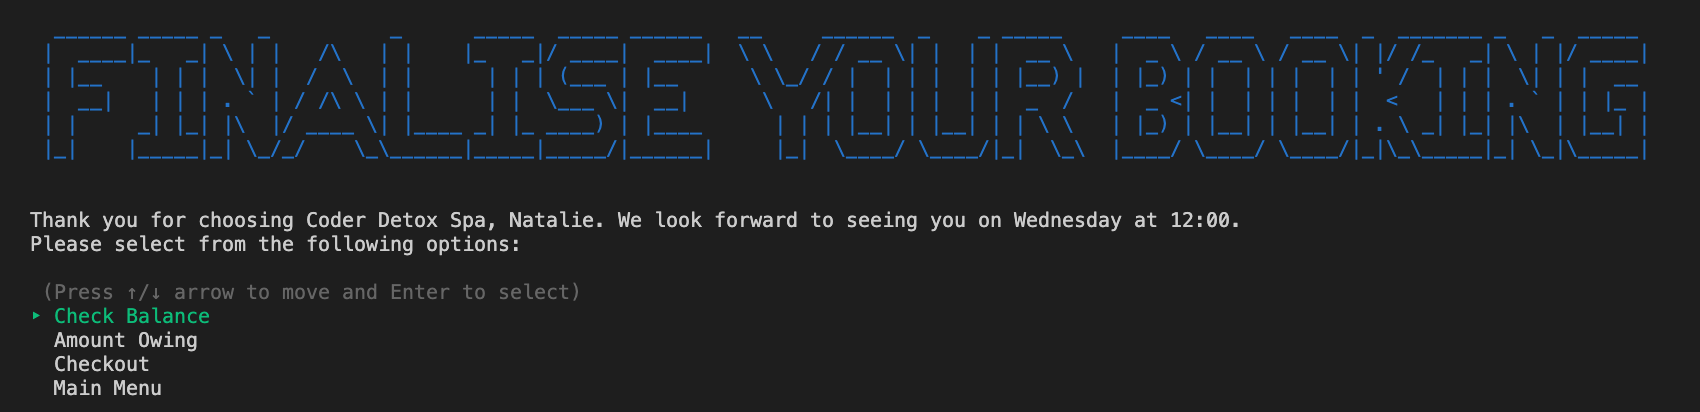 FINALISE YOUR BOOKING
Thank you for choosing Coder Detox Spa, Natalie. We look forward to seeing you on Wednesday at 12:00.
Please select from the following options:
(Press ↑/↓ arrow to move and Enter to select)
‣ Check Balance
Amount Owing
Checkout
Main Menu